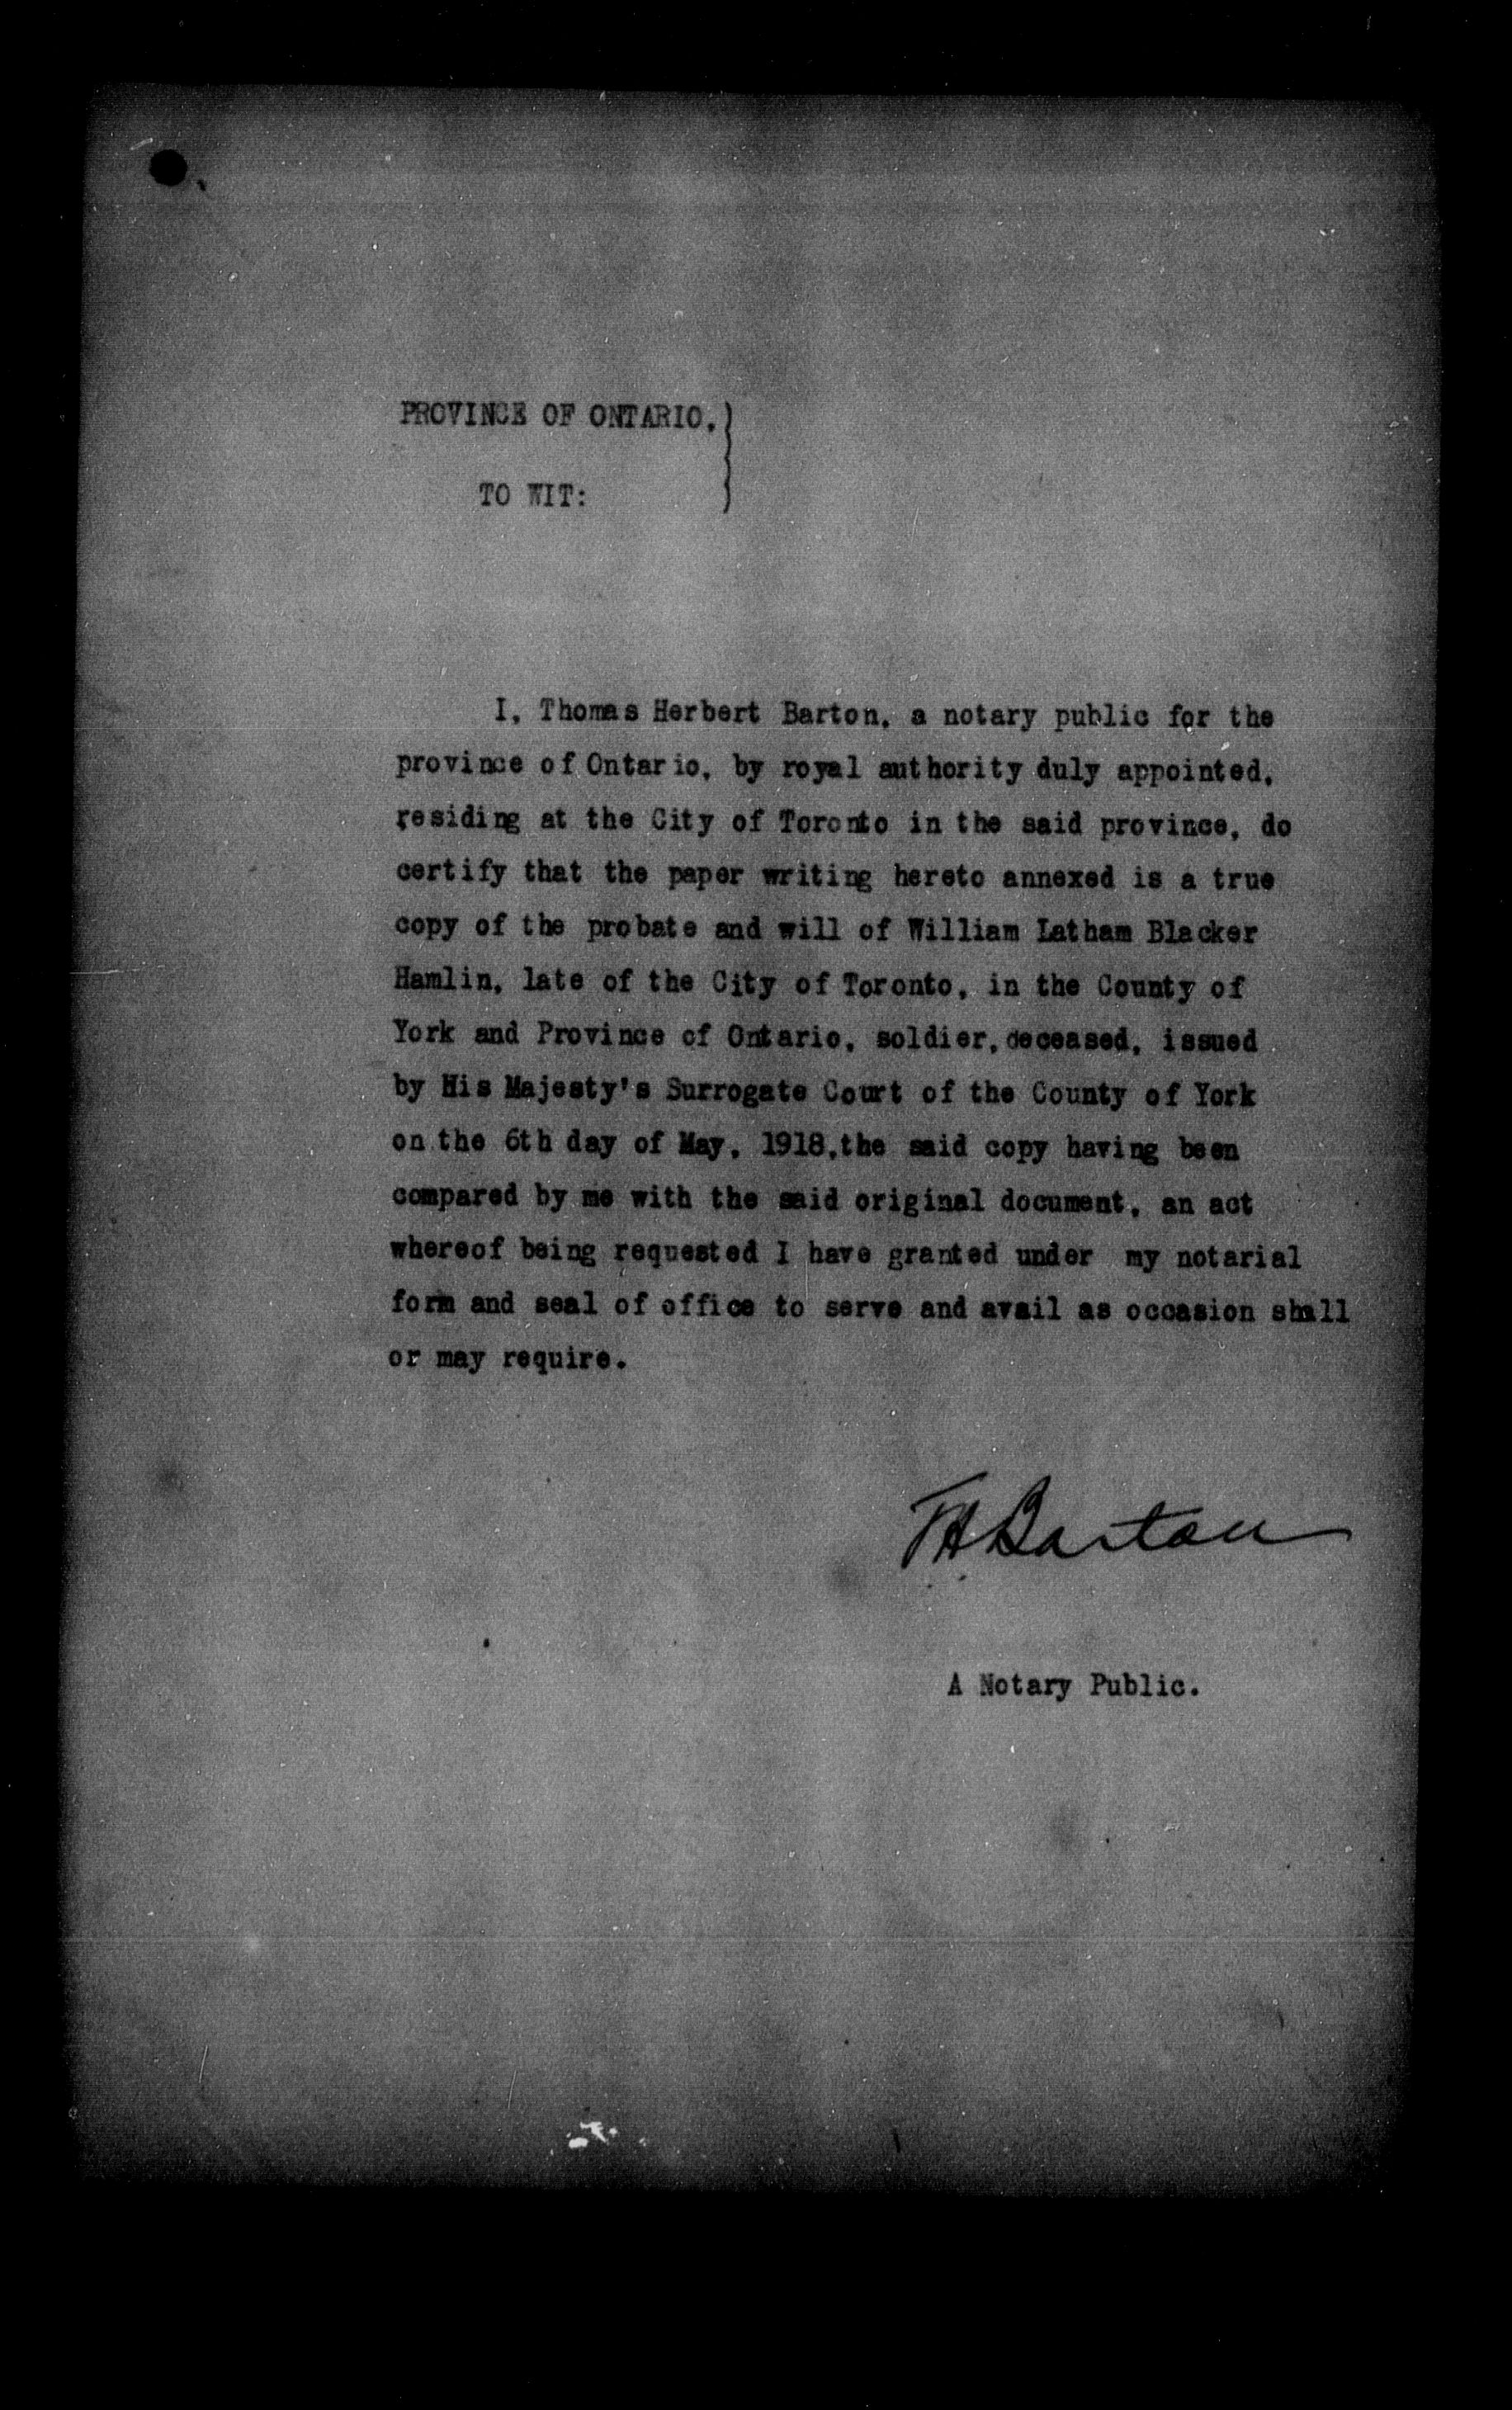 PROVINCE OF ONTARIO,
TO WIT:
I, Thomas Herbert Barton, a notary public for the
province of Ontario, by royal authority duly appointed,
residing at the City of Toronto in the said province, do
certify that the paper writing hereto annexed is a true
copy of the probate and will of William Latham Blacker
Hamlin, late of the City of Toronto, in the County of
York and Province of Ontario, soldier, deceased, issued
by His Majesty's Surrogate Court of the County of York
on the 6th day of May, 1918, the said copy having been
compared by me with the said original document, an act
whereof being requested I have granted under my notarial
form and seal of office to serve and avail as occasion shall
or may require.
TH Barton
A Notary Public.